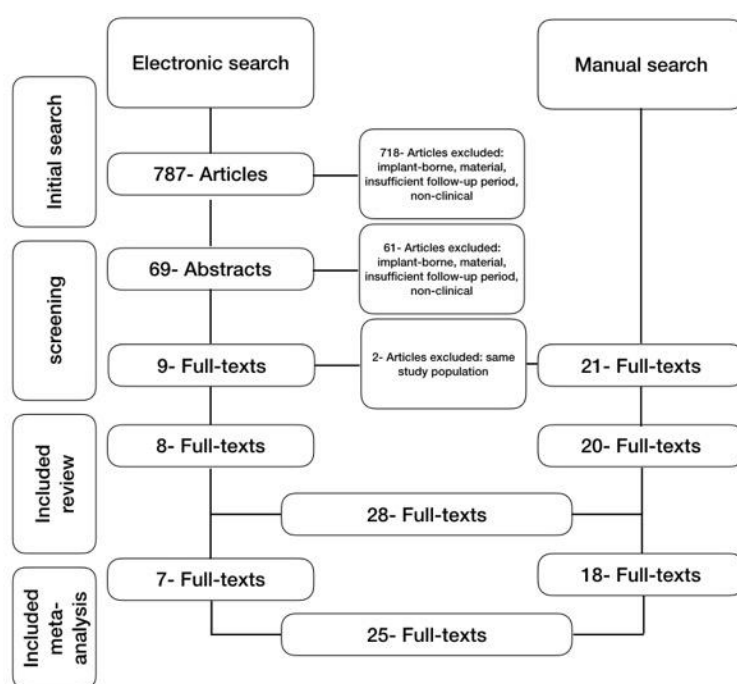 Electronic search
Manual search
Initial search
787- Articles
718- Articles excluded:
implant-borne, material,
insufficient follow-up period,
non-clinical
screening
69- Abstracts
61- Articles excluded:
implant-borne, material,
insufficient follow-up period,
non-clinical
9- Full-texts
2- Articles excluded: same
study population
21- Full-texts
Included
review
8- Full-texts
20- Full-texts
28- Full-texts
Included
meta-
analysis
7- Full-texts
18- Full-texts
25- Full-texts